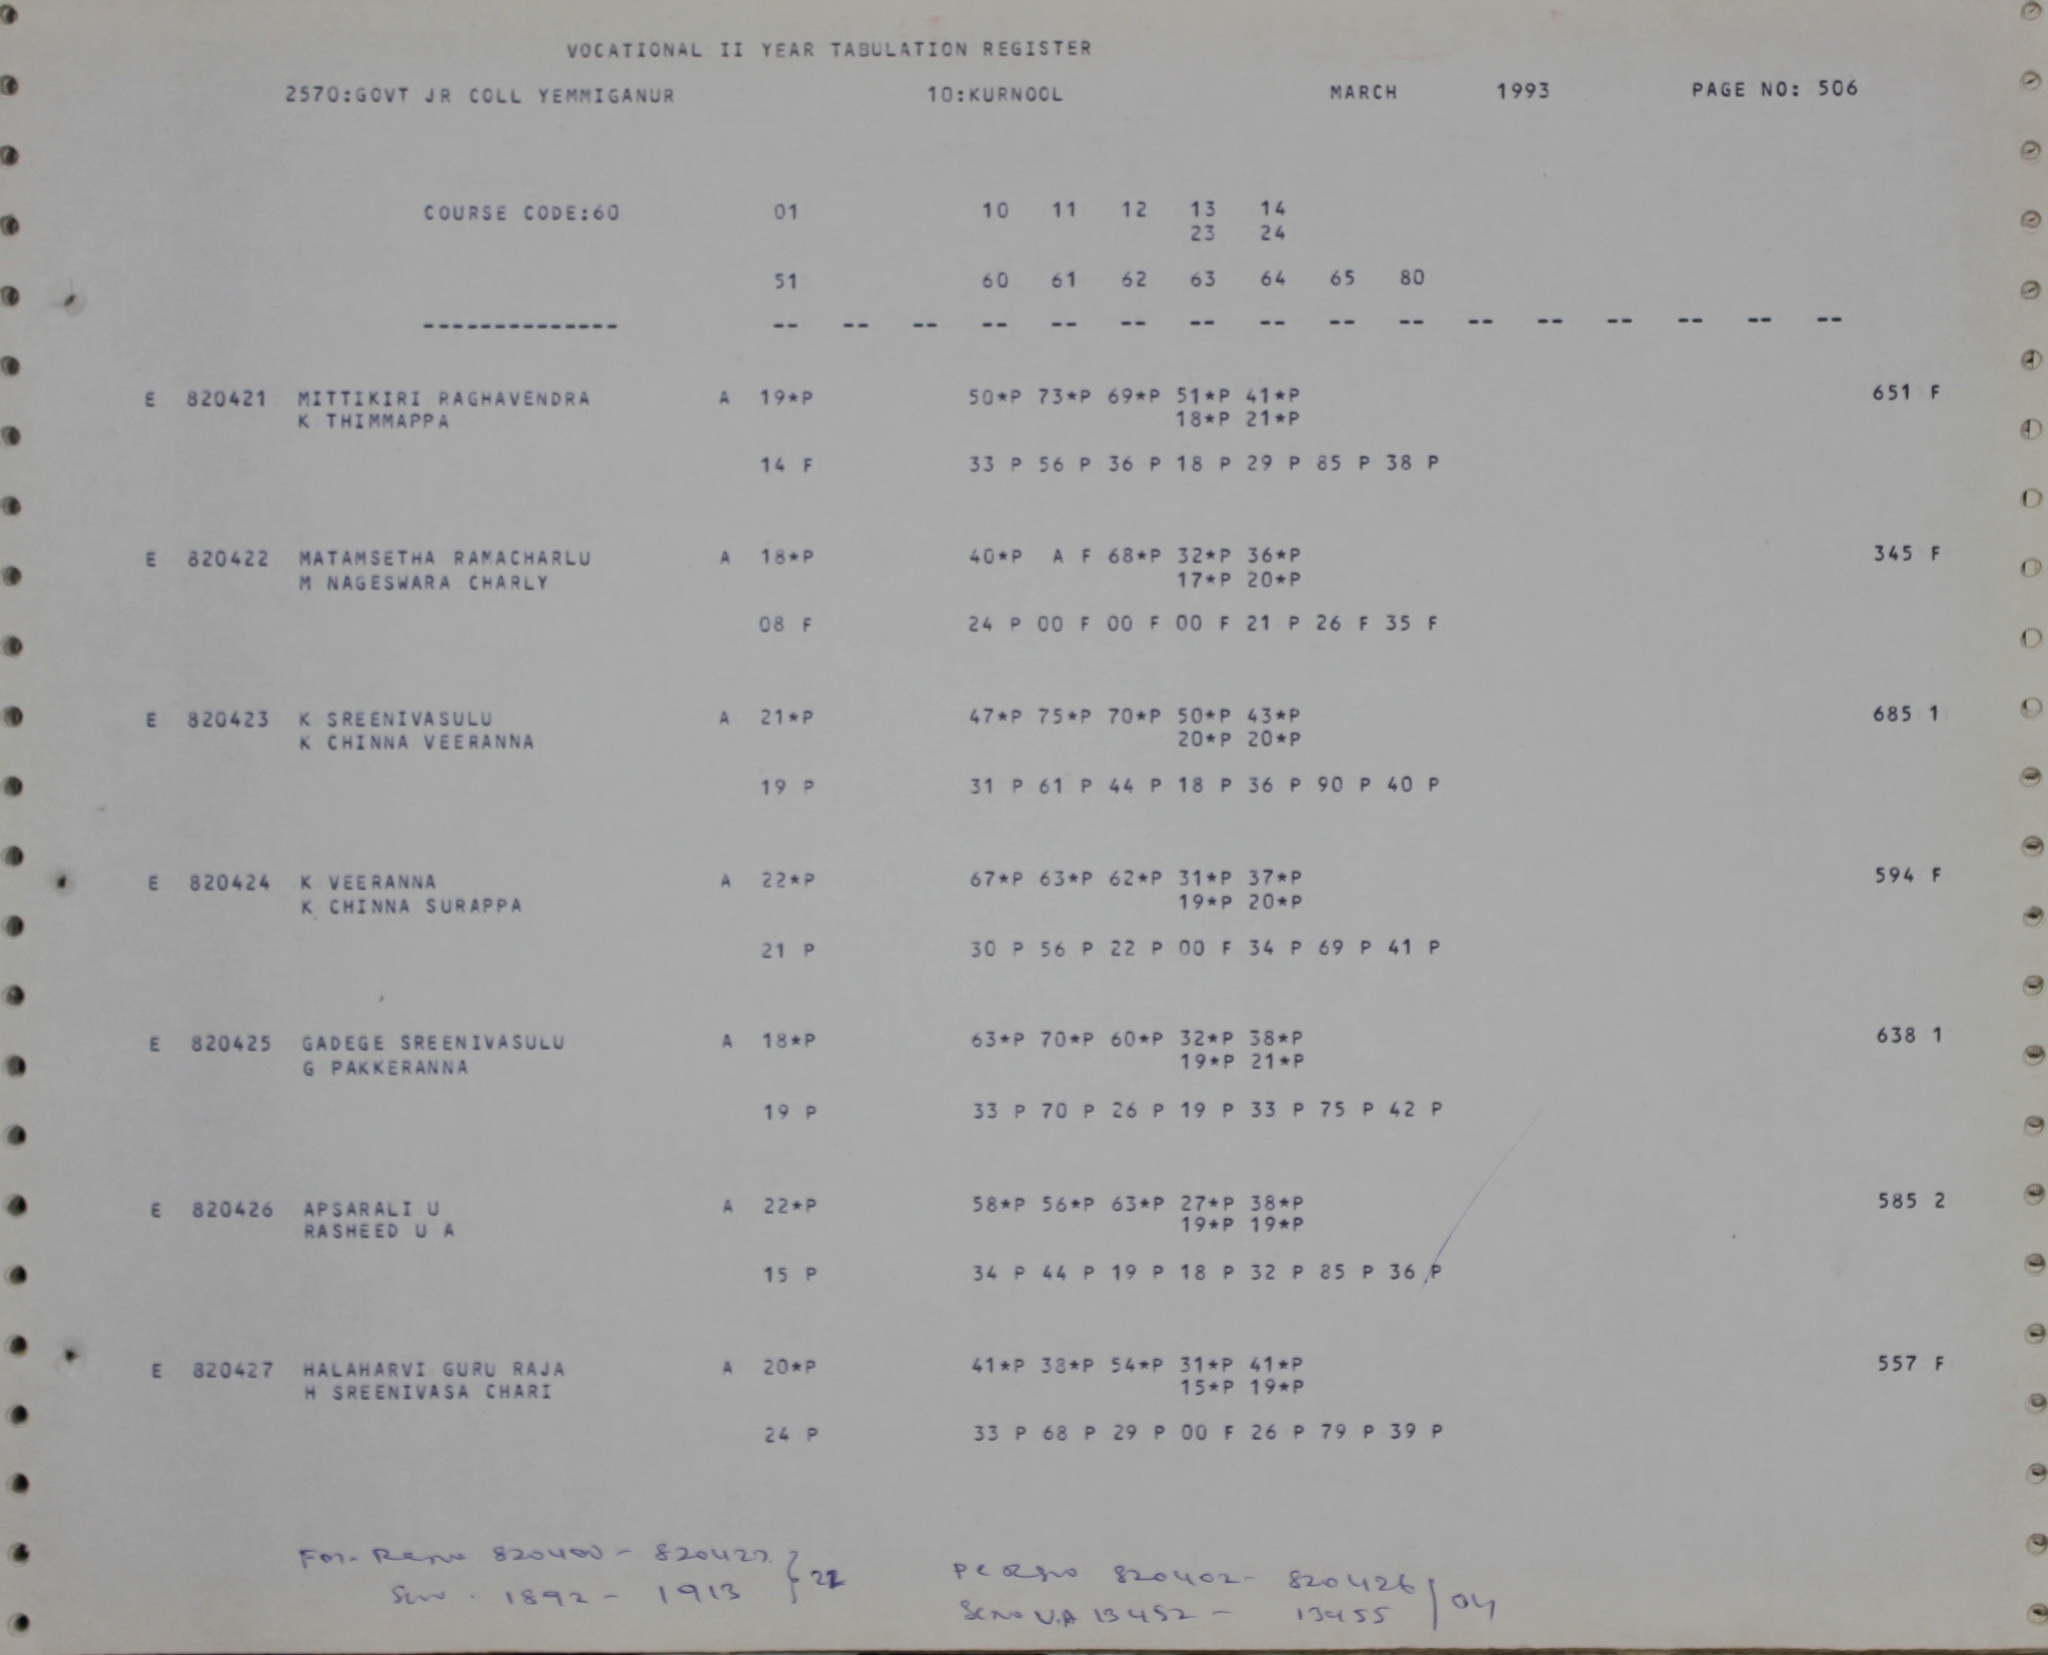 VOCATIONAL II YEAR TABULATION REGISTER
2570:GOVT JR COLL YEMMIGANUR 10:KURNOOL MARCH 1993 PAGE NO: 506
COURSE CODE:60 01 10 11 12 13 14
23 24
51 60 61 62 63 64 65 80
-------------- -- -- -- -- -- -- -- -- -- -- -- -- -- -- -- --
E 820421 MITTIKIRI RAGHAVENDRA A 19*P 50*P 73*P 69*P 51*P 41*P 651 F
K THIMMAPPA 18*P 21*P
14 F 33 P 56 P 36 P 18 P 29 P 85 P 38 P
E 820422 MATAMSETHA RAMACHARLU A 18*P 40*P A F 68*P 32*P 36*P 345 F
M NAGESWARA CHARLY 17*P 20*P
08 F 24 P 00 F 00 F 00 F 21 P 26 F 35 F
E 820423 K SREENIVASULU A 21*P 47*P 75*P 70*P 50*P 43*P 685 1
K CHINNA VEERANNA 20*P 20*P
19 P 31 P 61 P 44 P 18 P 36 P 90 P 40 P
E 820424 K VEERANNA A 22*P 67*P 63*P 62*P 31*P 37*P 594 F
K CHINNA SURAPPA 19*P 20*P
21 P 30 P 56 P 22 P 00 F 34 P 69 P 41 P
E 820425 GADEGE SREENIVASULU A 18*P 63*P 70*P 60*P 32*P 38*P 638 1
G PAKKERANNA 19*P 21*P
19 P 33 P 70 P 26 P 19 P 33 P 75 P 42 P
E 820426 APSARALI U A 22*P 58*P 56*P 63*P 27*P 38*P 585 2
RASHEED U A 19*P 19*P
15 P 34 P 44 P 19 P 18 P 32 P 85 P 36 P
E 820427 HALAHARVI GURU RAJA A 20*P 41*P 38*P 54*P 31*P 41*P 557 F
H SREENIVASA CHARI 15*P 19*P
24 P 33 P 68 P 29 P 00 F 26 P 79 P 39 P
820400 - 820427 } 22 820402 - 820426
1892 - 1913 13452 - 13455 / 04